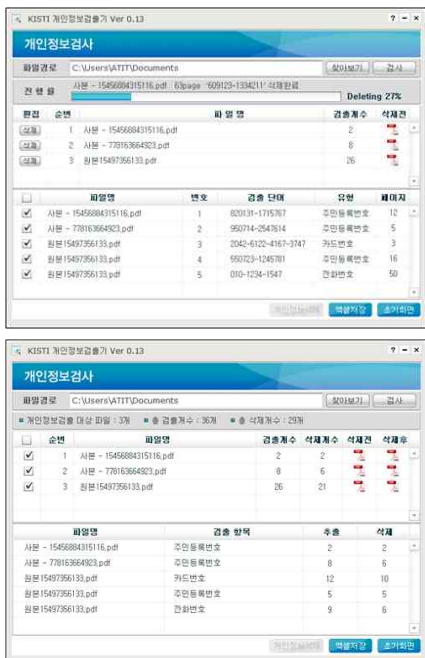 KISTI 개인정보검출기 Ver 0.13
개인정보검사
파일경로 C:\Users\ATIT\Documents 찾아보기 검사
진 행 율 사본 - 15456884315116.pdf 63page '609123-1334211' 삭제완료
Deleting 27%
편집 순번 파 일 명 검출개수 삭제전
삭제 1 사본 - 15456884315116.pdf 2
삭제 2 사본 - 778163664923.pdf 8
삭제 3 원본15497356133.pdf 26
파일명 번호 검출 단어 유형 페이지
사본 - 15456884315116.pdf 1 820131-1715767 주민등록번호 12
사본 - 778163664923.pdf 2 950714-2547614 주민등록번호 5
원본15497356133.pdf 3 2042-6122-4167-3747 카드번호 3
원본15497356133.pdf 4 550723-1245781 주민등록번호 16
원본15497356133.pdf 5 010-1234-1547 전화번호 50
개인정보삭제 엑셀저장 초기화면
KISTI 개인정보검출기 Ver 0.13
개인정보검사
파일경로 C:\Users\ATIT\Documents 찾아보기 검사
개인정보검출 대상 파일 : 3개 총 검출개수 : 36개 총 삭제개수 : 29개
순번 파일명 검출개수 삭제개수 삭제전 삭제후
1 사본 - 15456884315116.pdf 2 2
2 사본 - 778163664923.pdf 8 6
3 원본15497356133.pdf 26 21
파일명 검출 항목 추출 삭제
사본 - 15456884315116.pdf 주민등록번호 2 2
사본 - 778163664923.pdf 주민등록번호 8 6
원본15497356133.pdf 카드번호 12 10
원본15497356133.pdf 주민등록번호 5 5
원본15497356133.pdf 전화번호 9 6
개인정보삭제 엑셀저장 초기화면